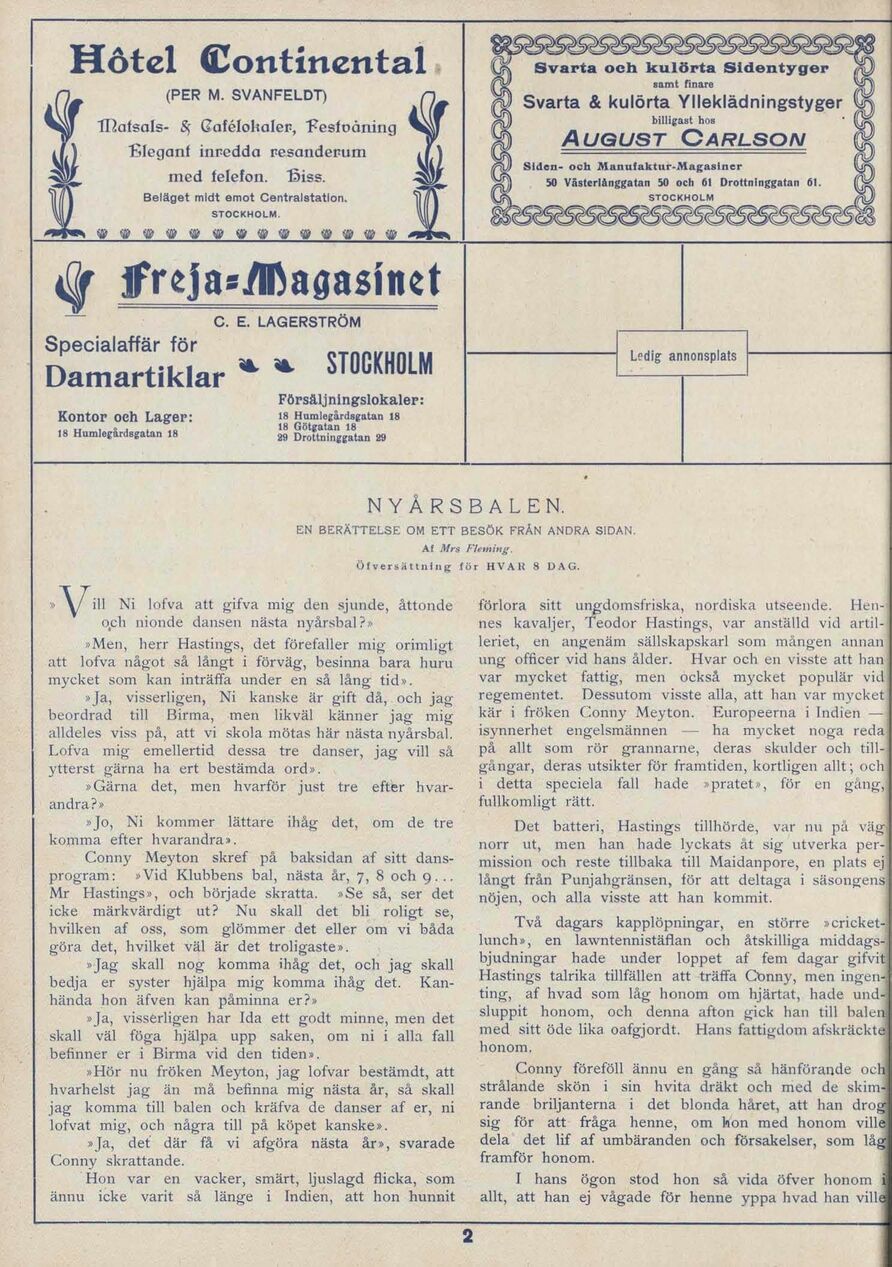 Hôtel Continental
(PER M. SVANFELDT)
Matsals- & Cafélokaler, Festvåning
Elegant inredda resanderum
med telefon. Hiss.
Beläget midt emot Centralstation.
STOCKHOLM.
Svarta och kulörta Sidentyger
samt finare
Svarta & kulörta Ylleklädningstyger
billigast hos
AUGUST CARLSON
Siden- och Manufaktur-Magasiner
50 Västerlånggatan 50 och 61 Drottninggatan 61.
STOCKHOLM
Freja-Magasinet
C. E. LAGERSTRÖM
Specialaffär för
Damartiklar
STOCKHOLM
Kontor och Lager:
18 Humlegårdsgatan 18
Försäljningslokaler:
18 Humlegårdsgatan 18
18 Götgatan 18
29 Drottninggatan 29
Ledig annonsplats
NYÅRSBALEN.
EN BERÄTTELSE OM ETT BESÖK FRÅN ANDRA SIDAN.
Af Mrs Fleming.
Öfversättning för HVAR 8 DAG.
»Vill Ni lofva att gifva mig den sjunde, åttonde
och nionde dansen nästa nyårsbal?»
»Men, herr Hastings, det förefaller mig orimligt
att lofva något så långt i förväg, besinna bara huru
mycket som kan inträffa under en så lång tid».
»Ja, visserligen, Ni kanske är gift då, och jag
beordrad till Birma, men likväl känner jag mig
alldeles viss på, att vi skola mötas här nästa nyårsbal.
Lofva mig emellertid dessa tre danser, jag vill så
ytterst gärna ha ert bestämda ord».
»Gärna det, men hvarför just tre efter hvar-
andra?»
»Jo, Ni kommer lättare ihåg det, om de tre
komma efter hvarandra».
Conny Meyton skref på baksidan af sitt dans-
program: »Vid Klubbens bal, nästa år, 7, 8 och 9...
Mr Hastings», och började skratta. »Se så, ser det
icke märkvärdigt ut? Nu skall det bli roligt se,
hvilken af oss, som glömmer det eller om vi båda
göra det, hvilket väl är det troligaste».
»Jag skall nog komma ihåg det, och jag skall
bedja er syster hjälpa mig komma ihåg det. Kan-
hända hon äfven kan påminna er?»
»Ja, visserligen har Ida ett godt minne, men det
skall väl föga hjälpa upp saken, om ni i alla fall
befinner er i Birma vid den tiden».
»Hör nu fröken Meyton, jag lofvar bestämdt, att
hvarhelst jag än må befinna mig nästa år, så skall
jag komma till balen och kräfva de danser af er, ni
lofvat mig, och några till på köpet kanske».
»Ja, det där få vi afgöra nästa år», svarade
Conny skrattande.
Hon var en vacker, smärt, ljuslagd flicka, som
ännu icke varit så länge i Indien, att hon hunnit
förlora sitt ungdomsfriska, nordiska utseende. Hen-
nes kavaljer, Teodor Hastings, var anställd vid artil-
leriet, en angenäm sällskapskarl som mången annan
ung officer vid hans ålder. Hvar och en visste att han
var mycket fattig, men också mycket populär vid
regementet. Dessutom visste alla, att han var mycket
kär i fröken Conny Meyton. Europeerna i Indien —
isynnerhet engelsmännen — ha mycket noga reda
på allt som rör grannarne, deras skulder och till-
gångar, deras utsikter för framtiden, kortligen allt; och
i detta speciela fall hade »pratet», för en gång,
fullkomligt rätt.
Det batteri, Hastings tillhörde, var nu på väg
norr ut, men han hade lyckats åt sig utverka per-
mission och reste tillbaka till Maidanpore, en plats ej
långt från Punjahgränsen, för att deltaga i säsongens
nöjen, och alla visste att han kommit.
Två dagars kapplöpningar, en större »cricket-
lunch», en lawntennistäflan och åtskilliga middags-
bjudningar hade under loppet af fem dagar gifvit
Hastings talrika tillfällen att träffa Conny, men ingen-
ting, af hvad som låg honom om hjärtat, hade und-
sluppit honom, och denna afton gick han till balen
med sitt öde lika oafgjordt. Hans fattigdom afskräckte
honom.
Conny föreföll ännu en gång så hänförande och
strålande skön i sin hvita dräkt och med de skim-
rande briljanterna i det blonda håret, att han drog
sig för att fråga henne, om hon med honom ville
dela det lif af umbäranden och försakelser, som låg
framför honom.
I hans ögon stod hon så vida öfver honom i
allt, att han ej vågade för henne yppa hvad han ville
2